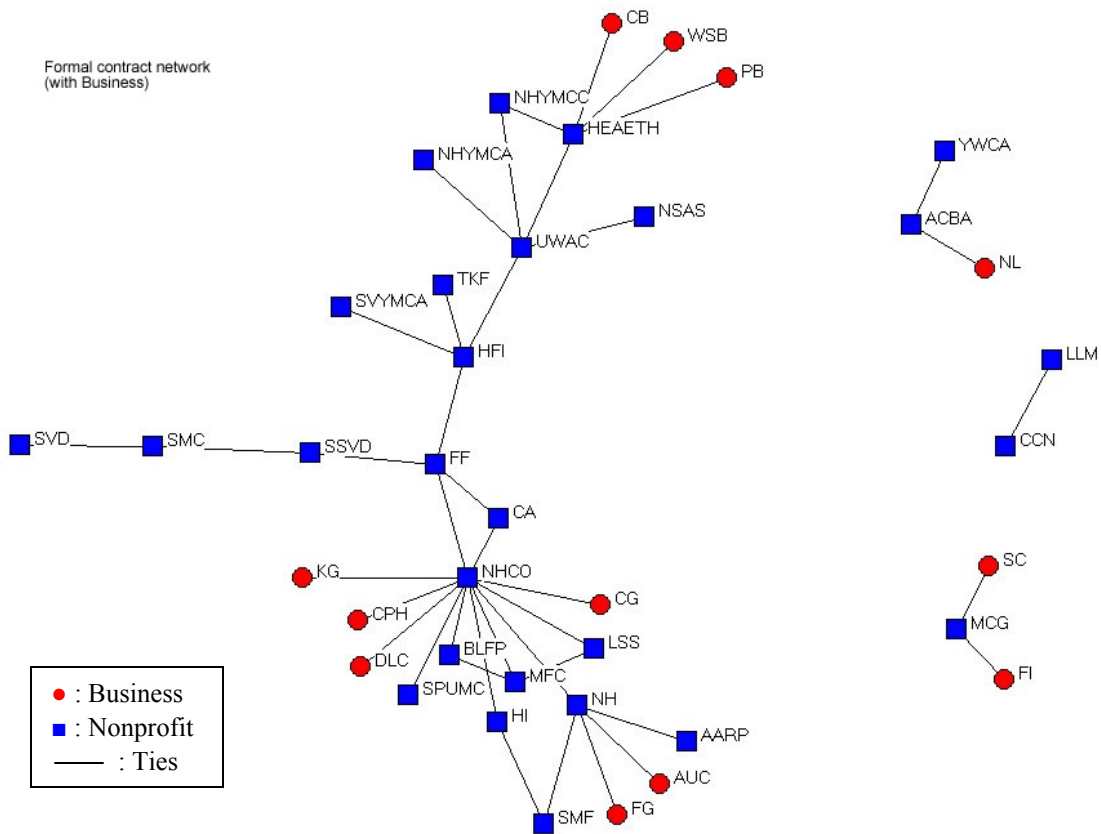 Formal contract network
(with Business)
CB
WSB
PB
NHYMCC
HEAETH
NHYMCA
YWCA
NSAS
ACBA
UWAC
NL
TKF
SVYMCA
HFI
LLM
SVD
SMC
SSVD
FF
CCN
CA
SC
KG
NHCO
CG
CPH
MCG
BLFP
LSS
DLC
MFC
FI
SPUMC
NH
HI
AARP
AUC
FG
SMF
: Business
: Nonprofit
: Ties